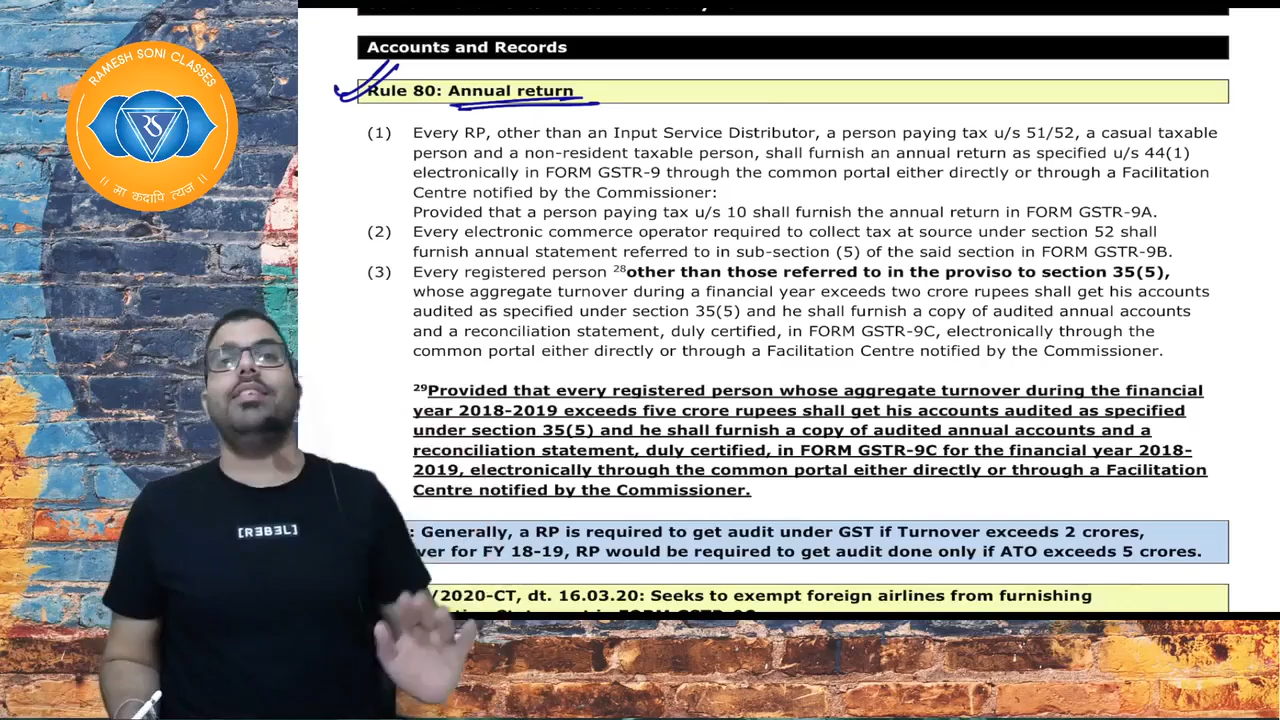 RAMESH SONI CLASSES
RS
॥ मा कदापि त्यज ॥
[REBEL]
Accounts and Records
Rule 80: Annual return
(1) Every RP, other than an Input Service Distributor, a person paying tax u/s 51/52, a casual taxable
person and a non-resident taxable person, shall furnish an annual return as specified u/s 44(1)
electronically in FORM GSTR-9 through the common portal either directly or through a Facilitation
Centre notified by the Commissioner:
Provided that a person paying tax u/s 10 shall furnish the annual return in FORM GSTR-9A.
(2) Every electronic commerce operator required to collect tax at source under section 52 shall
furnish annual statement referred to in sub-section (5) of the said section in FORM GSTR-9B.
(3) Every registered person 28other than those referred to in the proviso to section 35(5),
whose aggregate turnover during a financial year exceeds two crore rupees shall get his accounts
audited as specified under section 35(5) and he shall furnish a copy of audited annual accounts
and a reconciliation statement, duly certified, in FORM GSTR-9C, electronically through the
common portal either directly or through a Facilitation Centre notified by the Commissioner.
29Provided that every registered person whose aggregate turnover during the financial
year 2018-2019 exceeds five crore rupees shall get his accounts audited as specified
under section 35(5) and he shall furnish a copy of audited annual accounts and a
reconciliation statement, duly certified, in FORM GSTR-9C for the financial year 2018-
2019, electronically through the common portal either directly or through a Facilitation
Centre notified by the Commissioner.
: Generally, a RP is required to get audit under GST if Turnover exceeds 2 crores,
ver for FY 18-19, RP would be required to get audit done only if ATO exceeds 5 crores.
/2020-CT, dt. 16.03.20: Seeks to exempt foreign airlines from furnishing